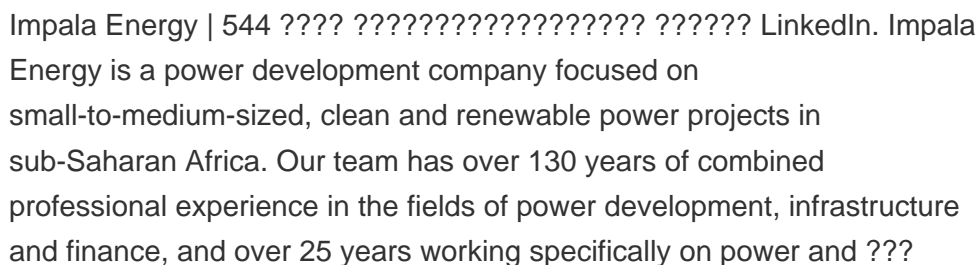 Impala Energy | 544 ???? ?????????????????? ?????? LinkedIn. Impala
Energy is a power development company focused on
small-to-medium-sized, clean and renewable power projects in
sub-Saharan Africa. Our team has over 130 years of combined
professional experience in the fields of power development, infrastructure
and finance, and over 25 years working specifically on power and ???